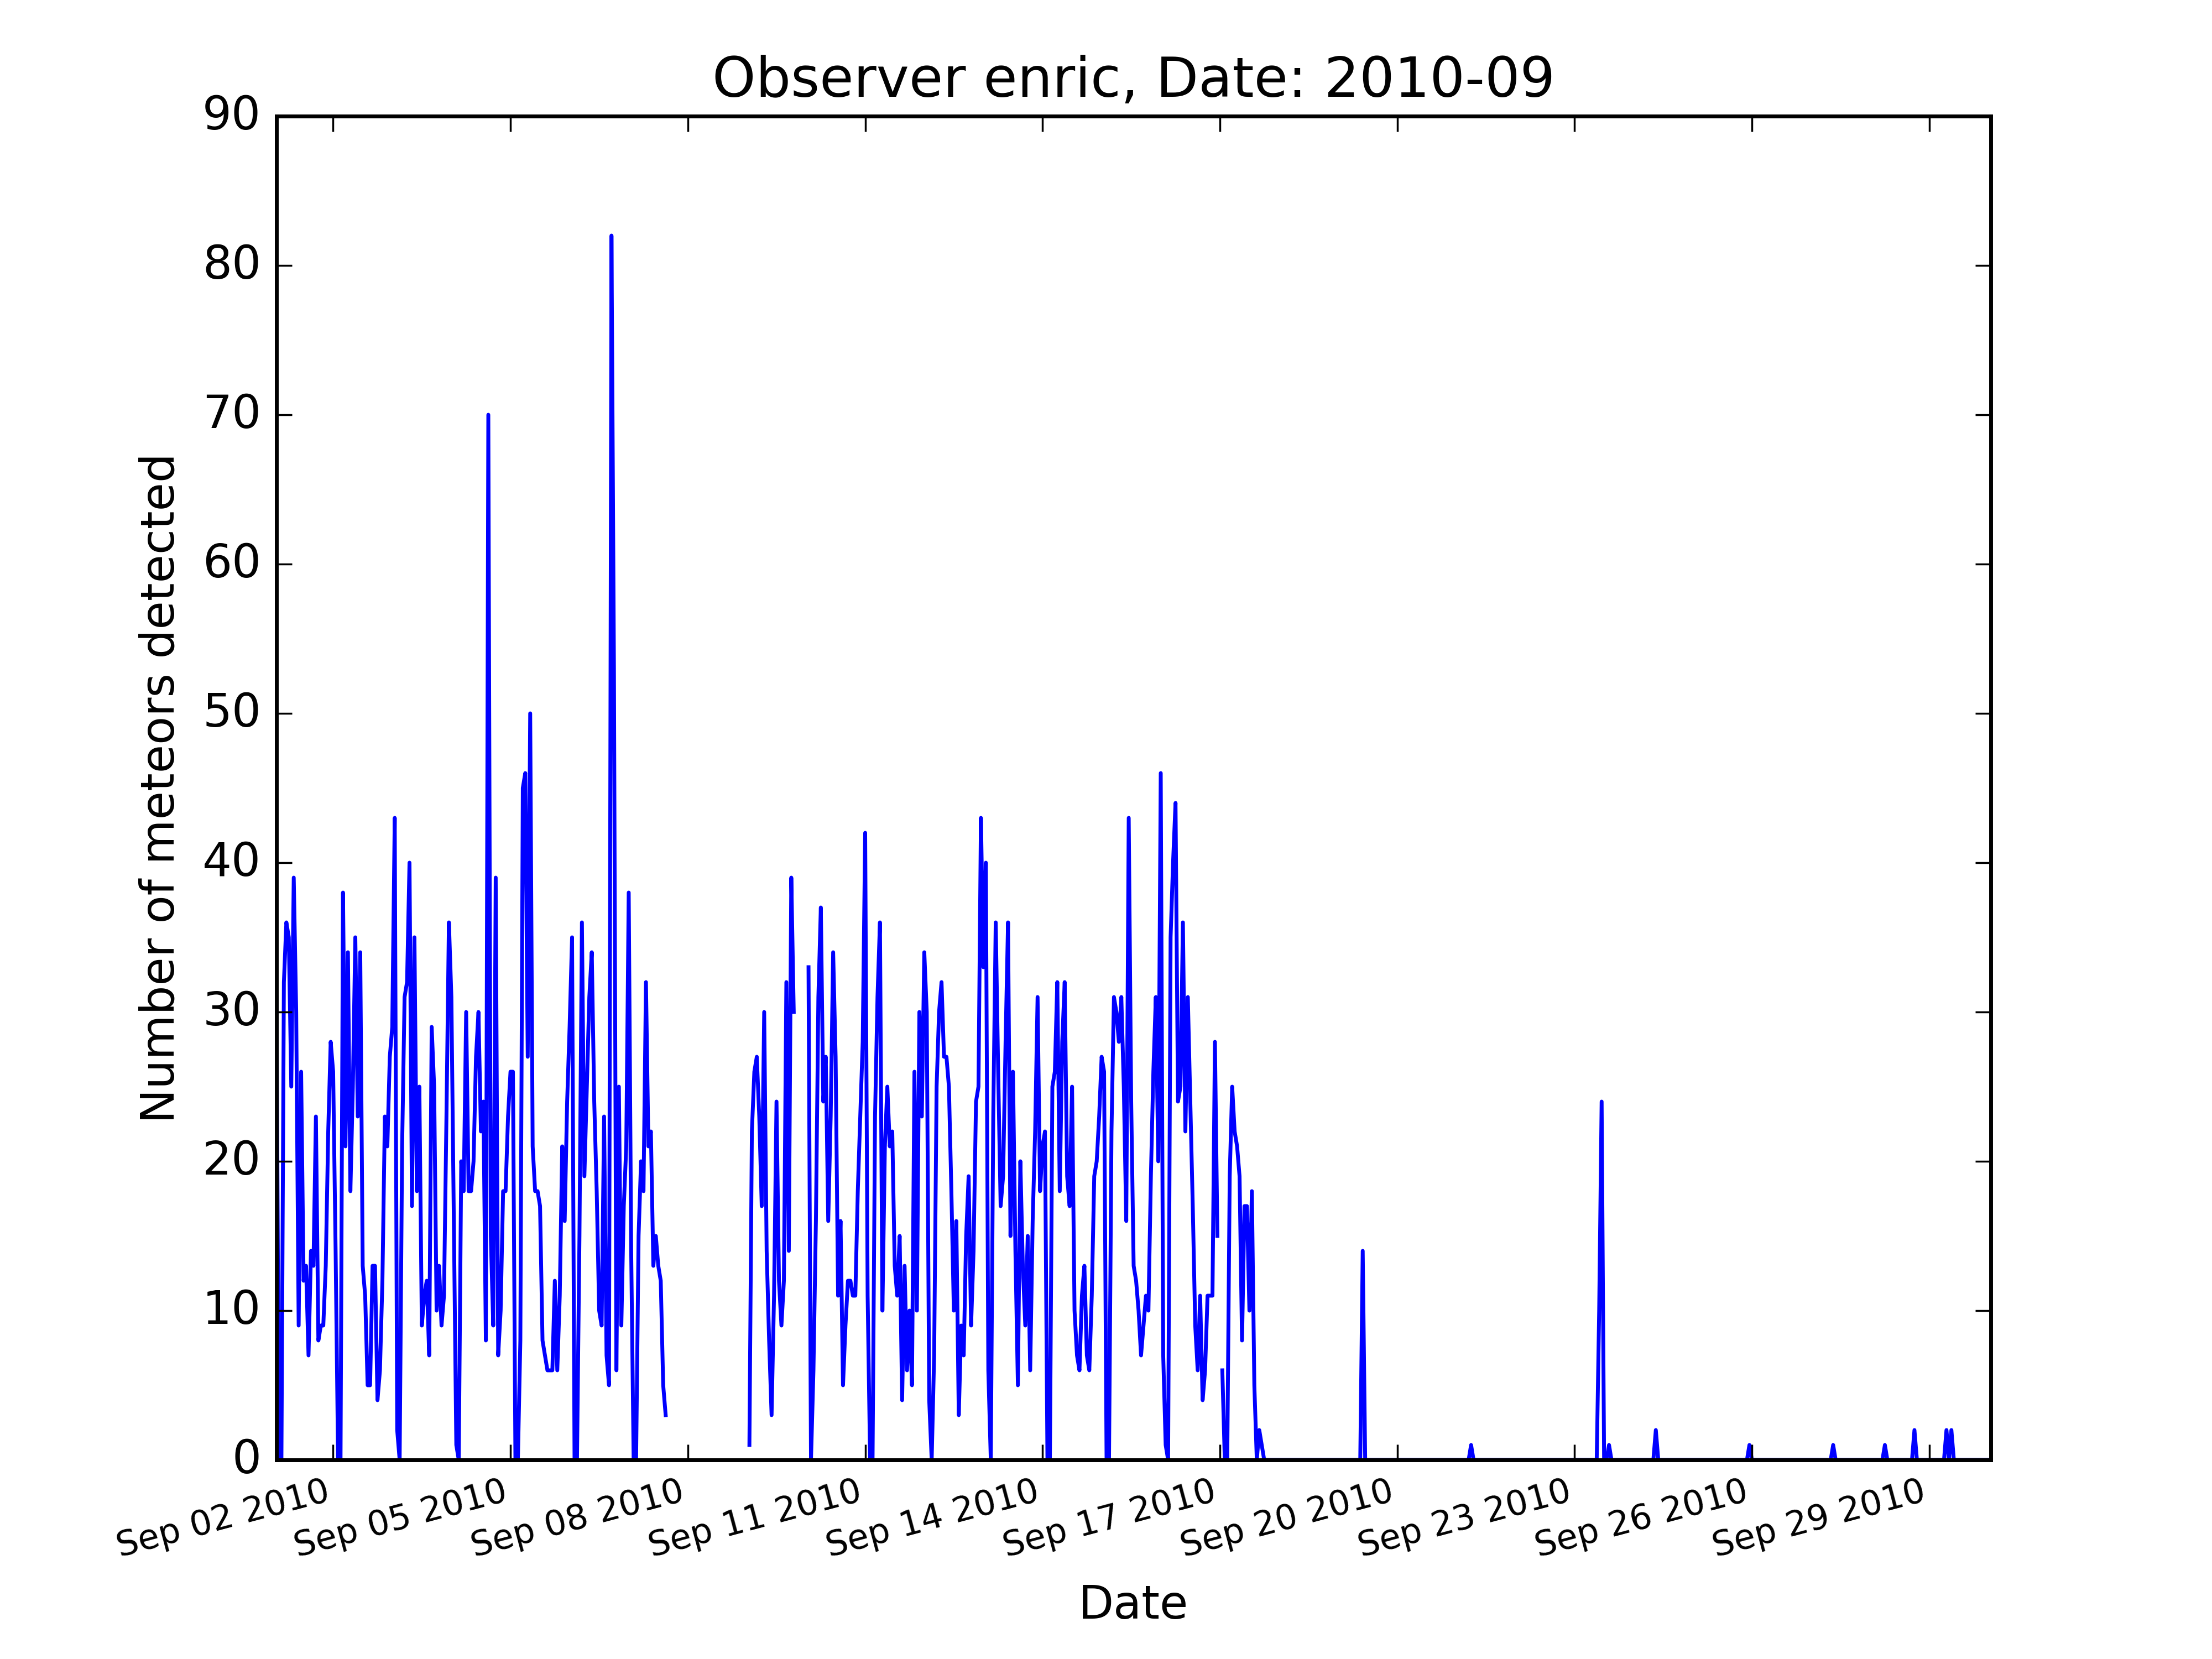 Observer enric, Date: 2010-09
90
80
70
60
50
40
30
20
10
0
Number of meteors detected
Sep 02 2010
Sep 05 2010
Sep 08 2010
Sep 11 2010
Sep 14 2010
Sep 17 2010
Sep 20 2010
Sep 23 2010
Sep 26 2010
Sep 29 2010
Date